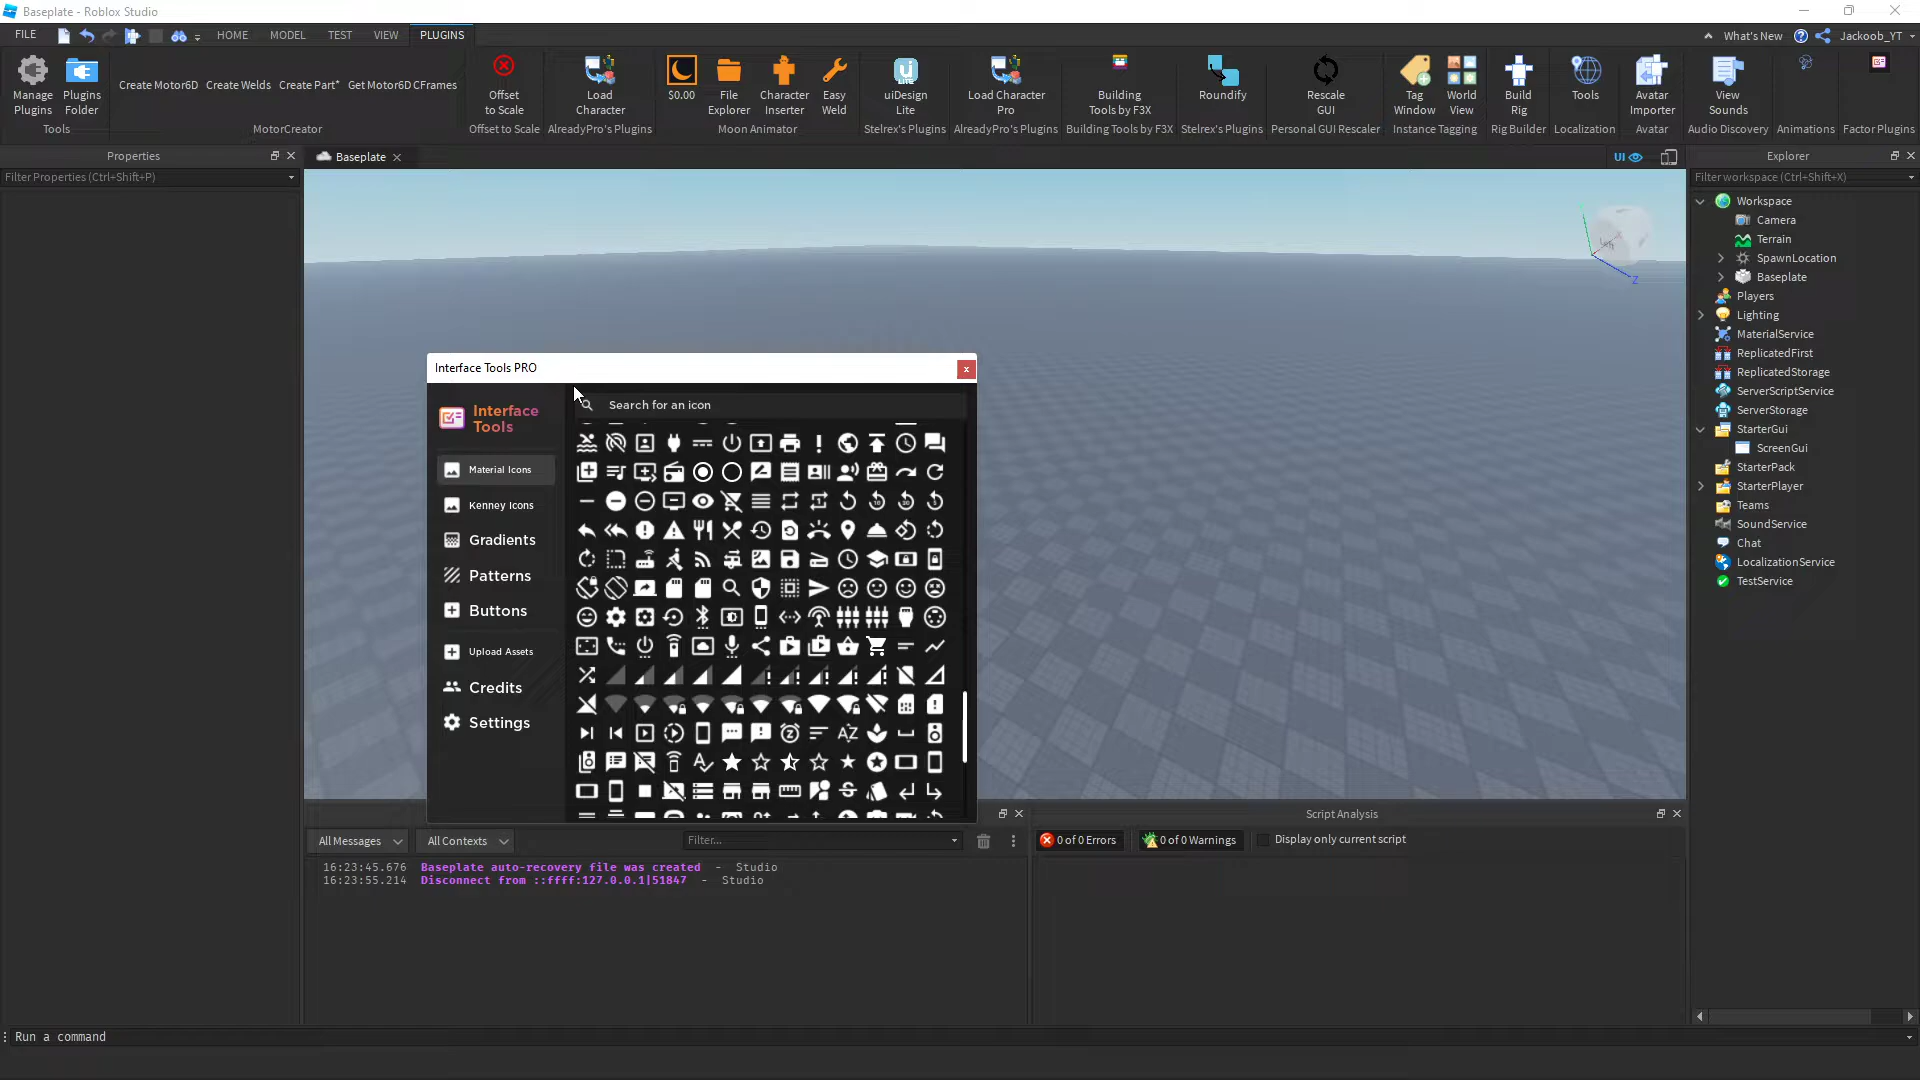 Baseplate - Roblox Studio
FILE HOME MODEL TEST VIEW PLUGINS What's New Jackoob_YT
Manage Plugins
Plugins Folder
Tools
Create Motor6D Create Welds Create Part* Get Motor6D CFrames
MotorCreator
Offset to Scale
Offset to Scale
Load Character
AlreadyPro's Plugins
$0.00
File Explorer
Character Inserter
Easy Weld
Moon Animator
uiDesign Lite
Stelrex's Plugins
Load Character Pro
AlreadyPro's Plugins
Building Tools by F3X
Building Tools by F3X
Roundify
Stelrex's Plugins
Rescale GUI
Personal GUI Rescaler
Tag Window
World View
Instance Tagging
Build Rig
Rig Builder
Tools
Localization
Avatar Importer
Avatar
View Sounds
Audio Discovery
Animations
Factor Plugins
Properties
Filter Properties (Ctrl+Shift+P)
Baseplate
UI
Explorer
Filter workspace (Ctrl+Shift+X)
Workspace
Camera
Terrain
SpawnLocation
Baseplate
Players
Lighting
MaterialService
ReplicatedFirst
ReplicatedStorage
ServerScriptService
ServerStorage
StarterGui
ScreenGui
StarterPack
StarterPlayer
Teams
SoundService
Chat
LocalizationService
TestService
Left
Z
Interface Tools PRO
x
Interface
Tools
Search for an icon
Material Icons
Kenney Icons
Gradients
Patterns
Buttons
Upload Assets
Credits
Settings
All Messages All Contexts Filter...
16:23:45.676 Baseplate auto-recovery file was created - Studio
16:23:55.214 Disconnect from ::ffff:127.0.0.1|51847 - Studio
Script Analysis
0 of 0 Errors 0 of 0 Warnings Display only current script
Run a command